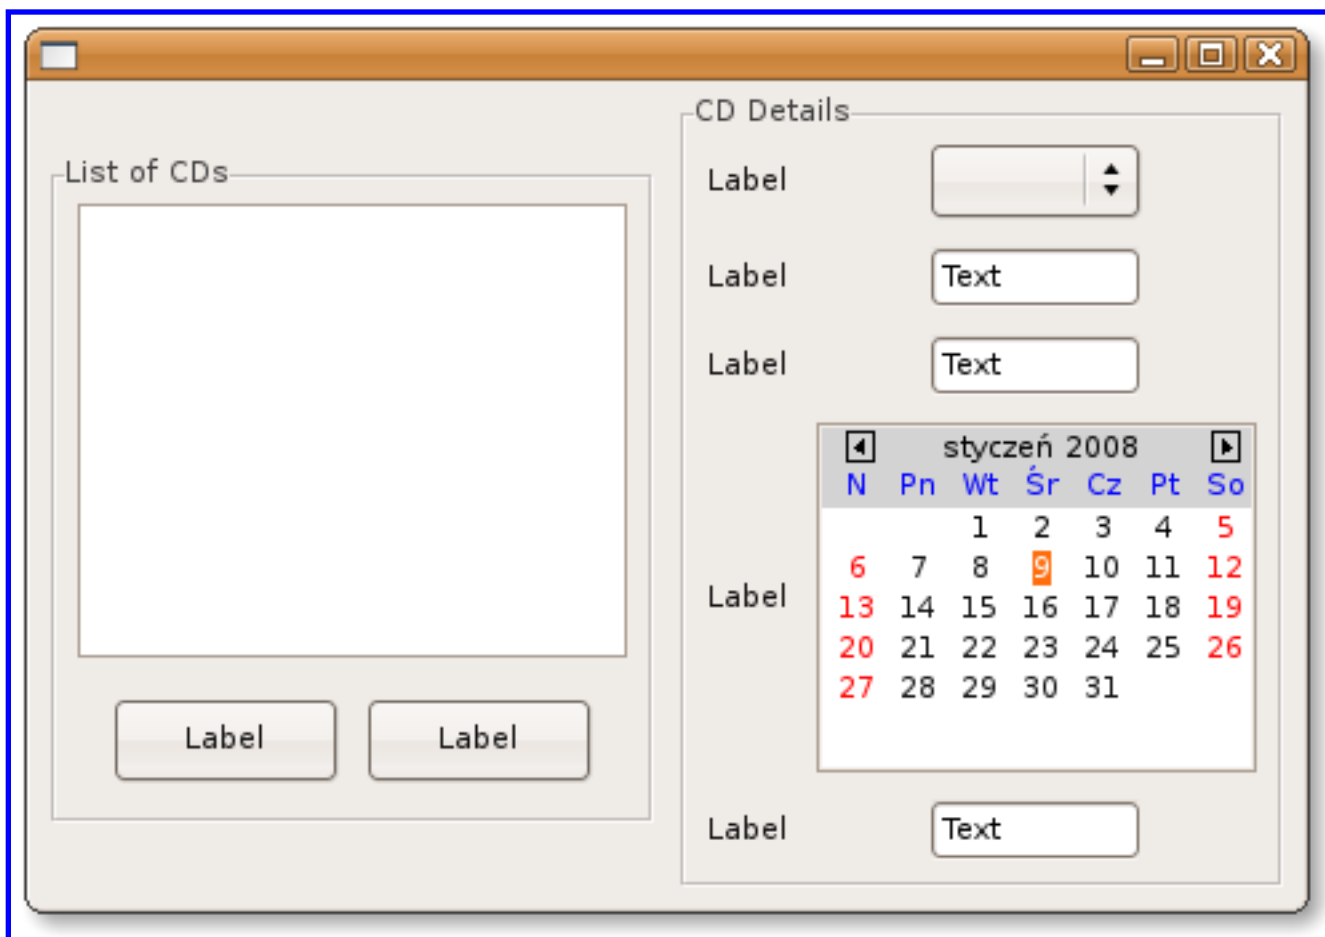 List of CDs
Label Label
CD Details
Label
Label Text
Label Text
Label
styczeń 2008
N Pn Wt Śr Cz Pt So
1 2 3 4 5
6 7 8 9 10 11 12
13 14 15 16 17 18 19
20 21 22 23 24 25 26
27 28 29 30 31
Label Text